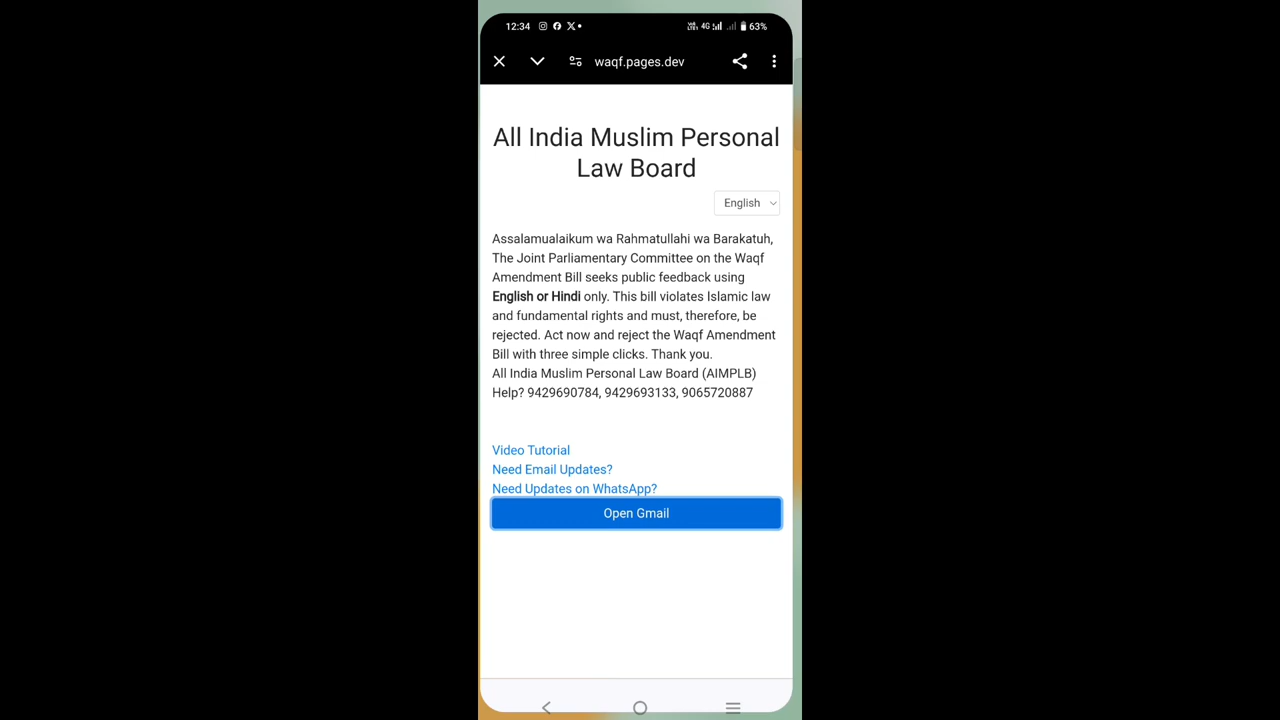 12:34 4G 63%
waqf.pages.dev
All India Muslim Personal
Law Board
English
Assalamualaikum wa Rahmatullahi wa Barakatuh,
The Joint Parliamentary Committee on the Waqf
Amendment Bill seeks public feedback using
English or Hindi only. This bill violates Islamic law
and fundamental rights and must, therefore, be
rejected. Act now and reject the Waqf Amendment
Bill with three simple clicks. Thank you.
All India Muslim Personal Law Board (AIMPLB)
Help? 9429690784, 9429693133, 9065720887
Video Tutorial
Need Email Updates?
Need Updates on WhatsApp?
Open Gmail